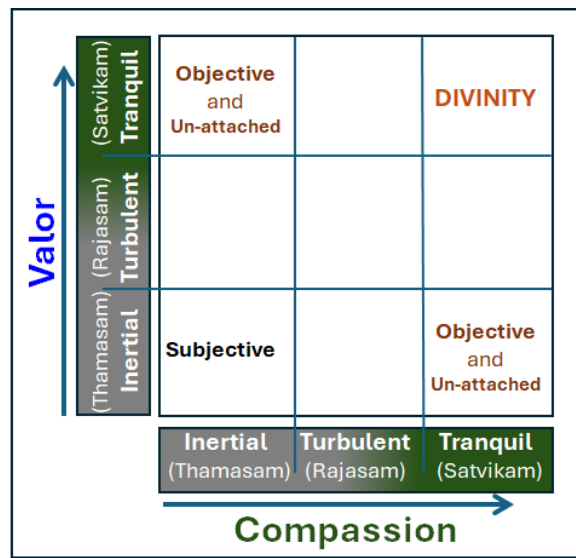 Valor
(Satvikam)
Tranquil
(Rajasam)
Turbulent
(Thamasam)
Inertial
Objective
and
Un-attached
DIVINITY
Subjective
Objective
and
Un-attached
Inertial
(Thamasam)
Turbulent
(Rajasam)
Tranquil
(Satvikam)
Compassion